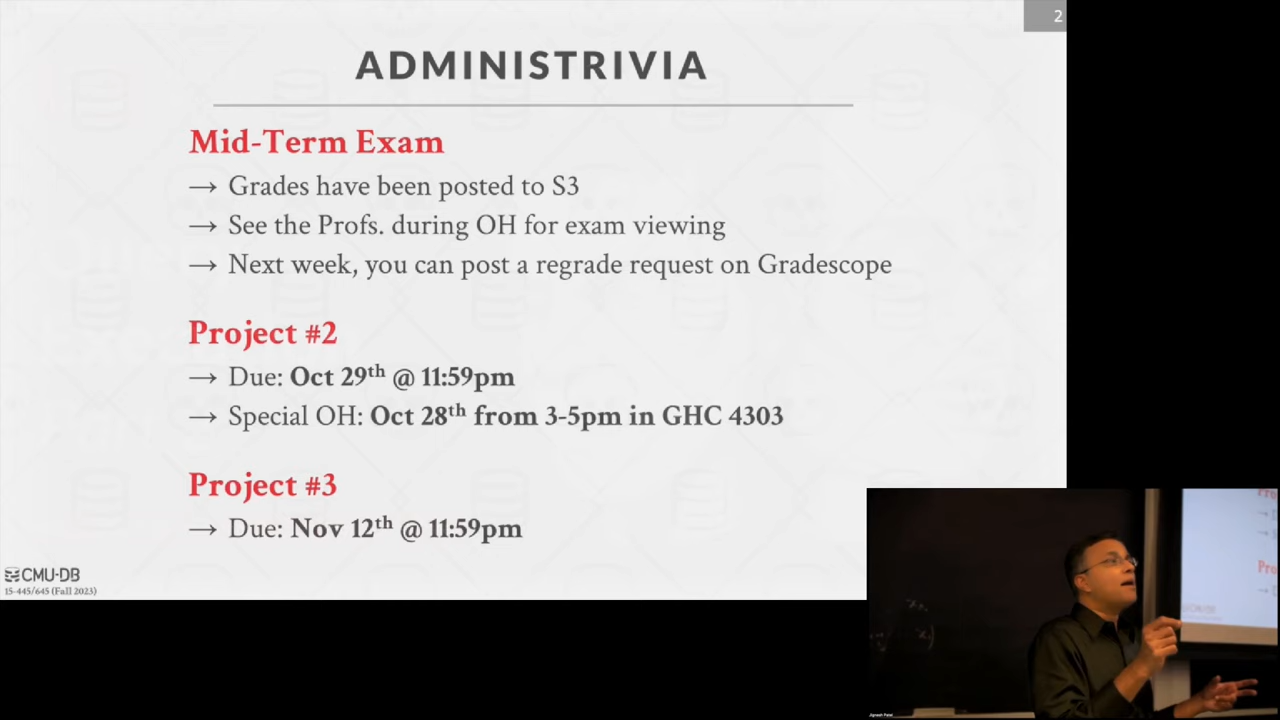 2
ADMINISTRIVIA
Mid-Term Exam
→ Grades have been posted to S3
→ See the Profs. during OH for exam viewing
→ Next week, you can post a regrade request on Gradescope
Project #2
→ Due: Oct 29th @ 11:59pm
→ Special OH: Oct 28th from 3-5pm in GHC 4303
Project #3
→ Due: Nov 12th @ 11:59pm
CMU-DB
15-445/645 (Fall 2023)
Jignesh Patel